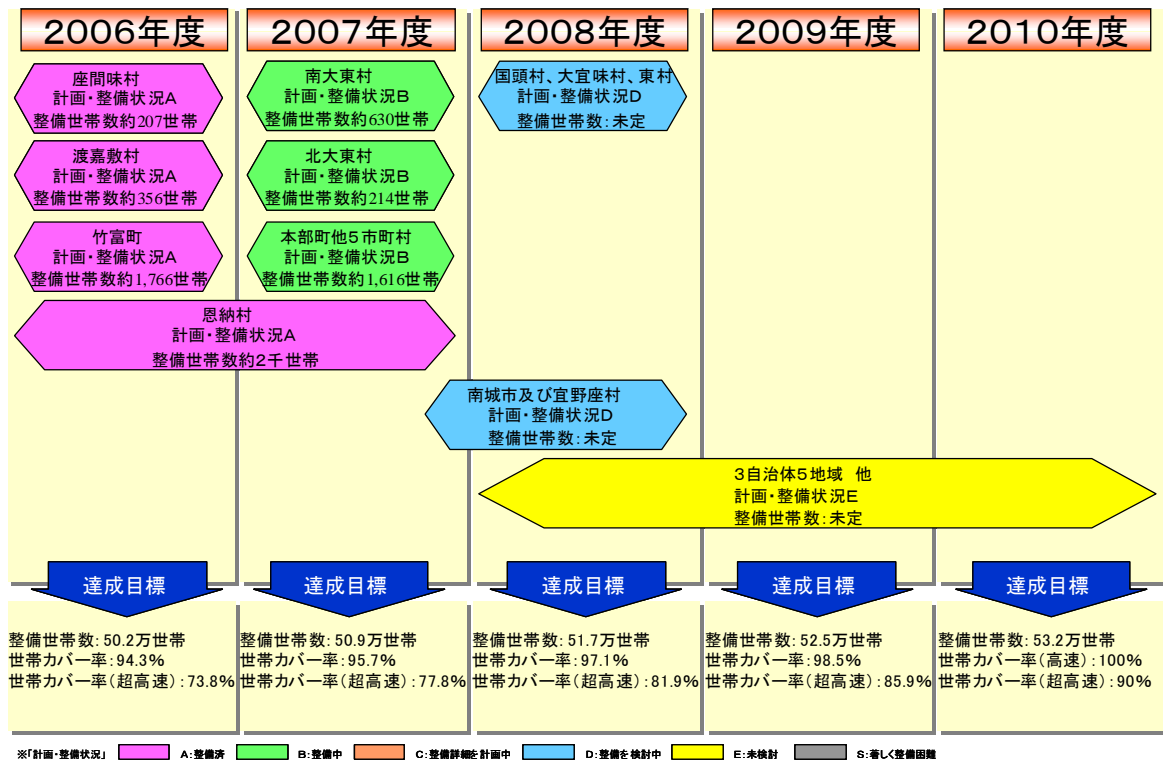 2006年度
2007年度
2008年度
2009年度
2010年度
座間味村
計画・整備状況A
整備世帯数約207世帯
南大東村
計画・整備状況B
整備世帯数約630世帯
国頭村、大宜味村、東村
計画・整備状況D
整備世帯数:未定
渡嘉敷村
計画・整備状況A
整備世帯数約356世帯
北大東村
計画・整備状況B
整備世帯数約214世帯
竹富町
計画・整備状況A
整備世帯数約1,766世帯
本部町他5市町村
計画・整備状況B
整備世帯数約1,616世帯
恩納村
計画・整備状況A
整備世帯数約2千世帯
南城市及び宜野座村
計画・整備状況D
整備世帯数:未定
3自治体5地域 他
計画・整備状況E
整備世帯数:未定
達成目標
達成目標
達成目標
達成目標
達成目標
整備世帯数:50.2万世帯
世帯カバー率:94.3%
世帯カバー率(超高速):73.8%
整備世帯数:50.9万世帯
世帯カバー率:95.7%
世帯カバー率(超高速):77.8%
整備世帯数:51.7万世帯
世帯カバー率:97.1%
世帯カバー率(超高速):81.9%
整備世帯数:52.5万世帯
世帯カバー率:98.5%
世帯カバー率(超高速):85.9%
整備世帯数:53.2万世帯
世帯カバー率(高速):100%
世帯カバー率(超高速):90%
※「計画・整備状況」 A:整備済 B:整備中 C:整備詳細を計画中 D:整備を検討中 E:未検討 S:著しく整備困難